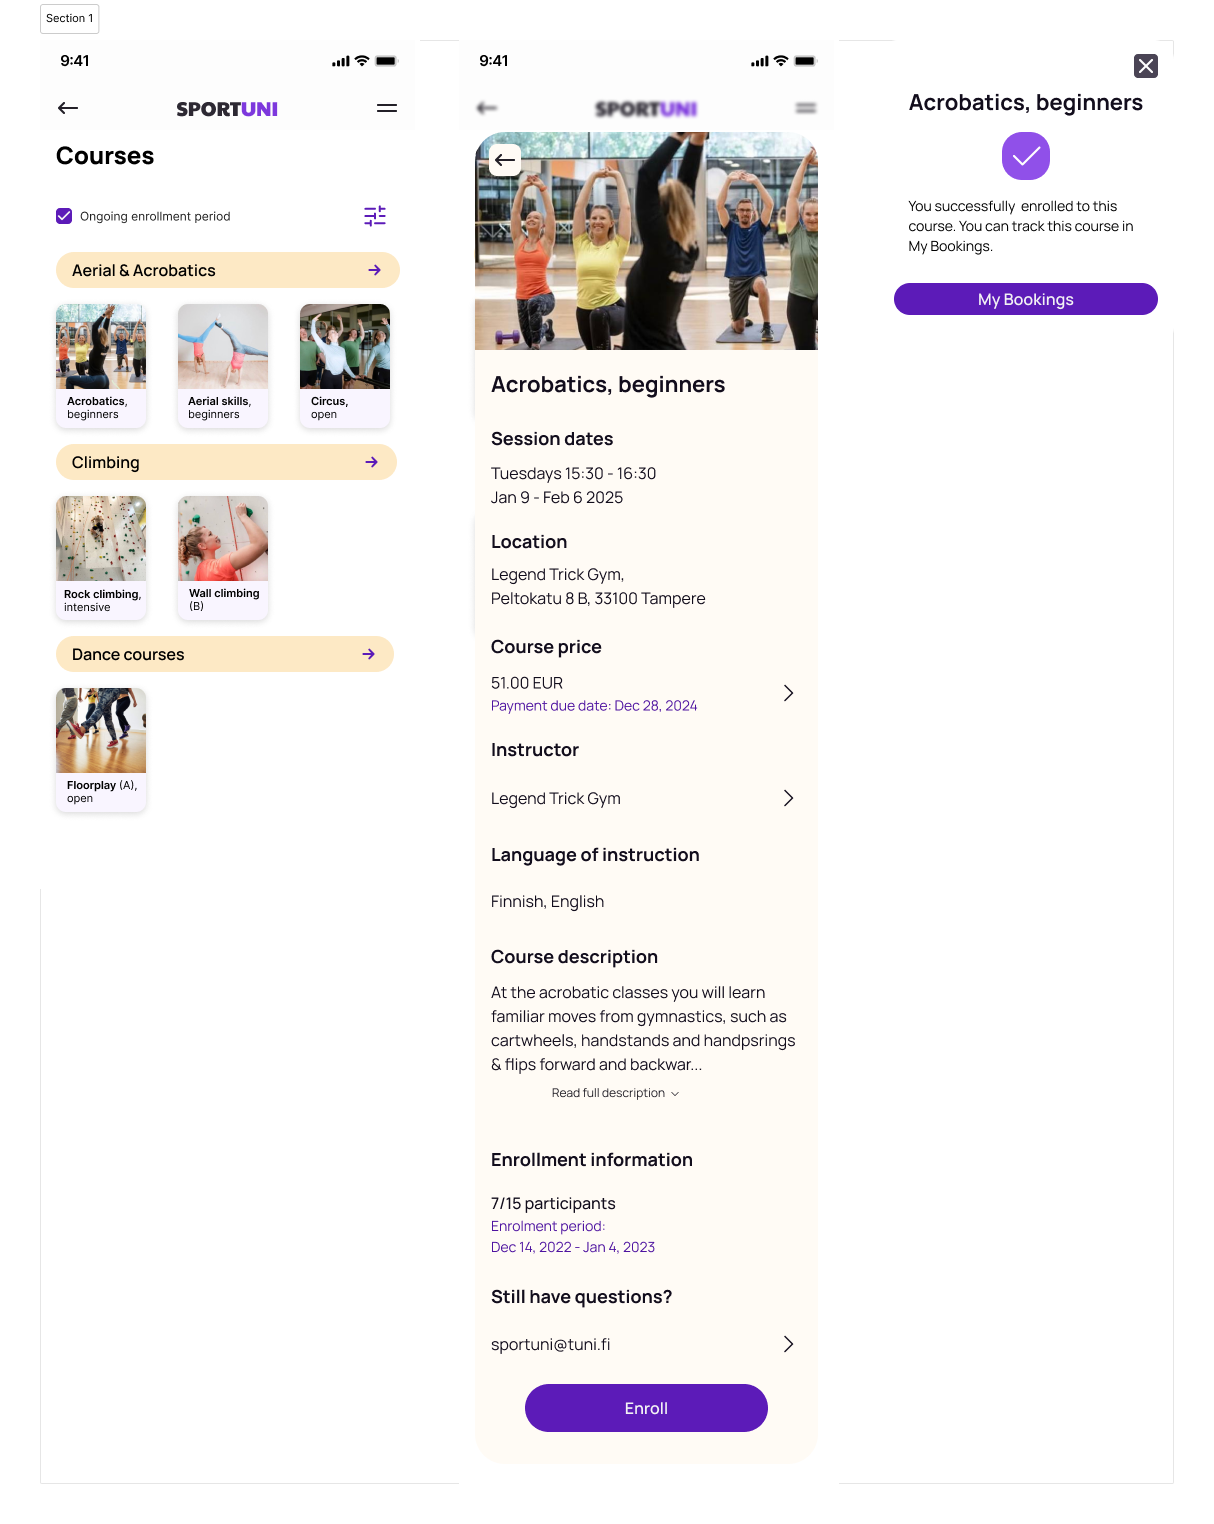 Section 1
9:41
SPORTUNI
Courses
Ongoing enrollment period
Aerial & Acrobatics
Acrobatics,
beginners
Aerial skills,
beginners
Circus,
open
Climbing
Rock climbing,
intensive
Wall climbing
(B)
Dance courses
Floorplay (A),
open
9:41
SPORTUNI
Acrobatics, beginners
Session dates
Tuesdays 15:30 - 16:30
Jan 9 - Feb 6 2025
Location
Legend Trick Gym,
Peltokatu 8 B, 33100 Tampere
Course price
51.00 EUR
Payment due date: Dec 28, 2024
Instructor
Legend Trick Gym
Language of instruction
Finnish, English
Course description
At the acrobatic classes you will learn
familiar moves from gymnastics, such as
cartwheels, handstands and handpsrings
& flips forward and backwar...
Read full description
Enrollment information
7/15 participants
Enrolment period:
Dec 14, 2022 - Jan 4, 2023
Still have questions?
sportuni@tuni.fi
Enroll
Acrobatics, beginners
You successfully  enrolled to this
course. You can track this course in
My Bookings.
My Bookings